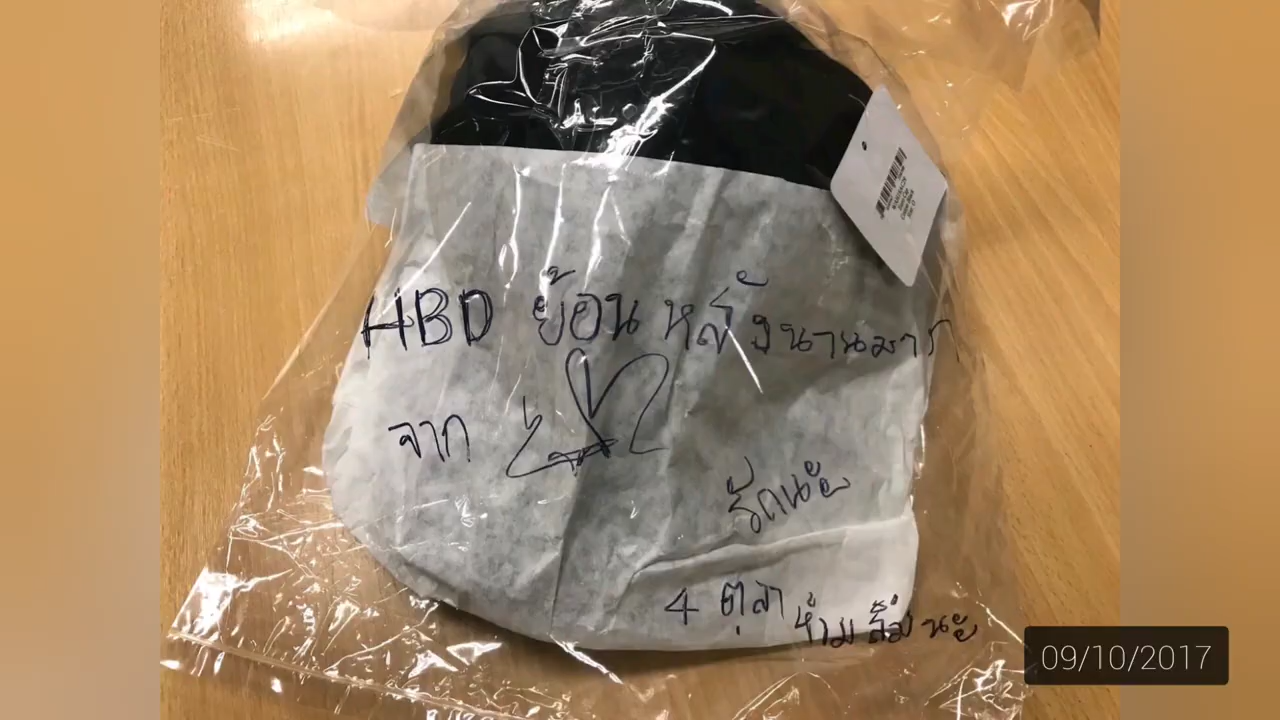 HBD ย้อนหลังนานมาก
จาก
รักนะ
4 ตุลา ห้ามลืมนะ
09/10/2017